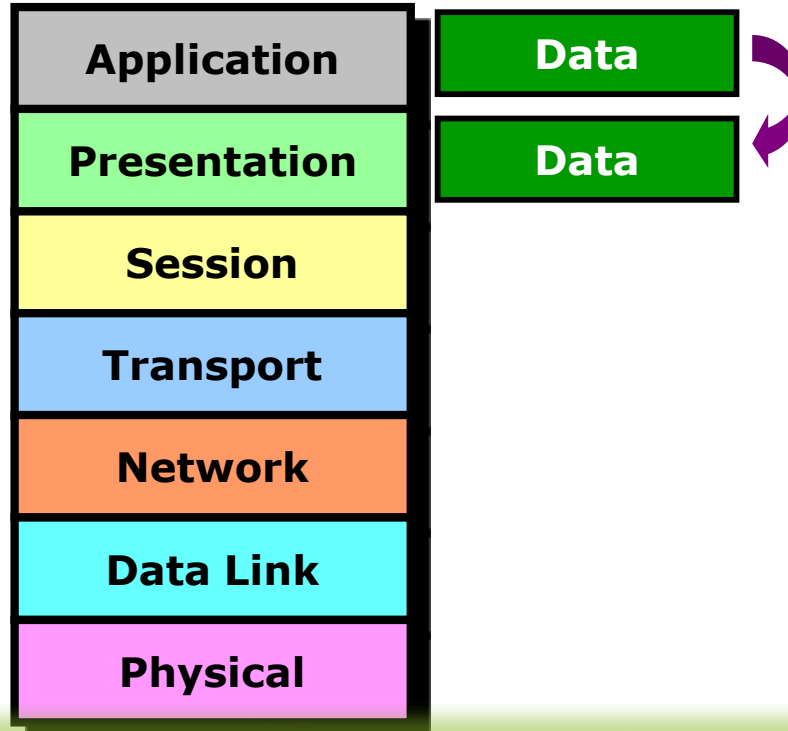 Application
Data
Presentation
Data
Session
Transport
Network
Data Link
Physical